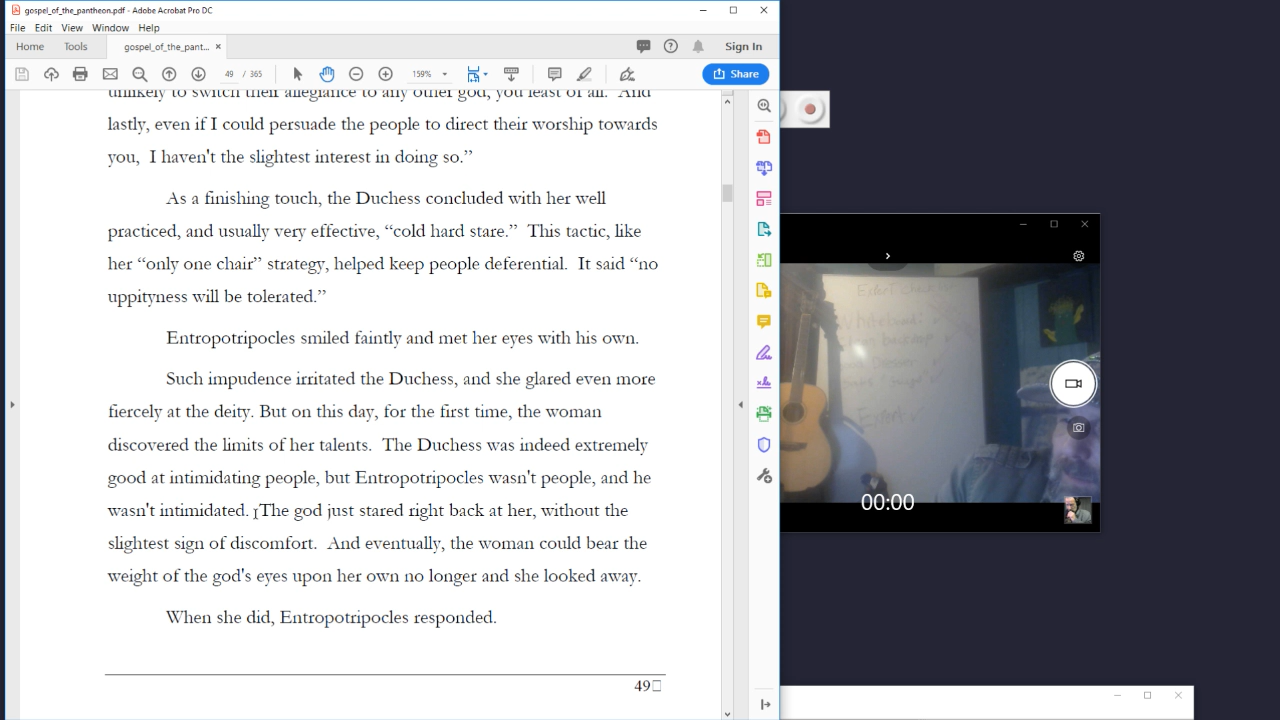 gospel_of_the_pantheon.pdf - Adobe Acrobat Pro DC
File Edit View Window Help
Home Tools gospel_of_the_pant... × Sign In
49 / 365 159% Share
unlikely to switch their allegiance to any other god, you least of all. And
lastly, even if I could persuade the people to direct their worship towards
you, I haven't the slightest interest in doing so.”
As a finishing touch, the Duchess concluded with her well
practiced, and usually very effective, “cold hard stare.” This tactic, like
her “only one chair” strategy, helped keep people deferential. It said “no
uppityness will be tolerated.”
Entropotripocles smiled faintly and met her eyes with his own.
Such impudence irritated the Duchess, and she glared even more
fiercely at the deity. But on this day, for the first time, the woman
discovered the limits of her talents. The Duchess was indeed extremely
good at intimidating people, but Entropotripocles wasn't people, and he
wasn't intimidated. The god just stared right back at her, without the
slightest sign of discomfort. And eventually, the woman could bear the
weight of the god's eyes upon her own no longer and she looked away.
When she did, Entropotripocles responded.
49
00:00